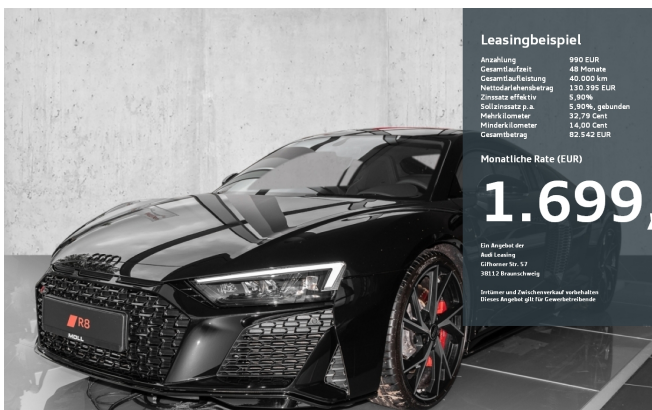 Leasingbeispiel
Anzahlung 990 EUR
Gesamtlaufzeit 48 Monate
Gesamtlaufleistung 40.000 km
Nettodarlehensbetrag 130.395 EUR
Zinssatz effektiv 5,90%
Sollzinssatz p.a. 5,90%, gebunden
Mehrkilometer 32,79 Cent
Minderkilometer 14,00 Cent
Gesamtbetrag 82.542 EUR
Monatliche Rate (EUR)
1.699,
Ein Angebot der
Audi Leasing
Gifhorner Str. 57
38112 Braunschweig
Irrtümer und Zwischenverkauf vorbehalten
Dieses Angebot gilt für Gewerbetreibende
R8
MOLL